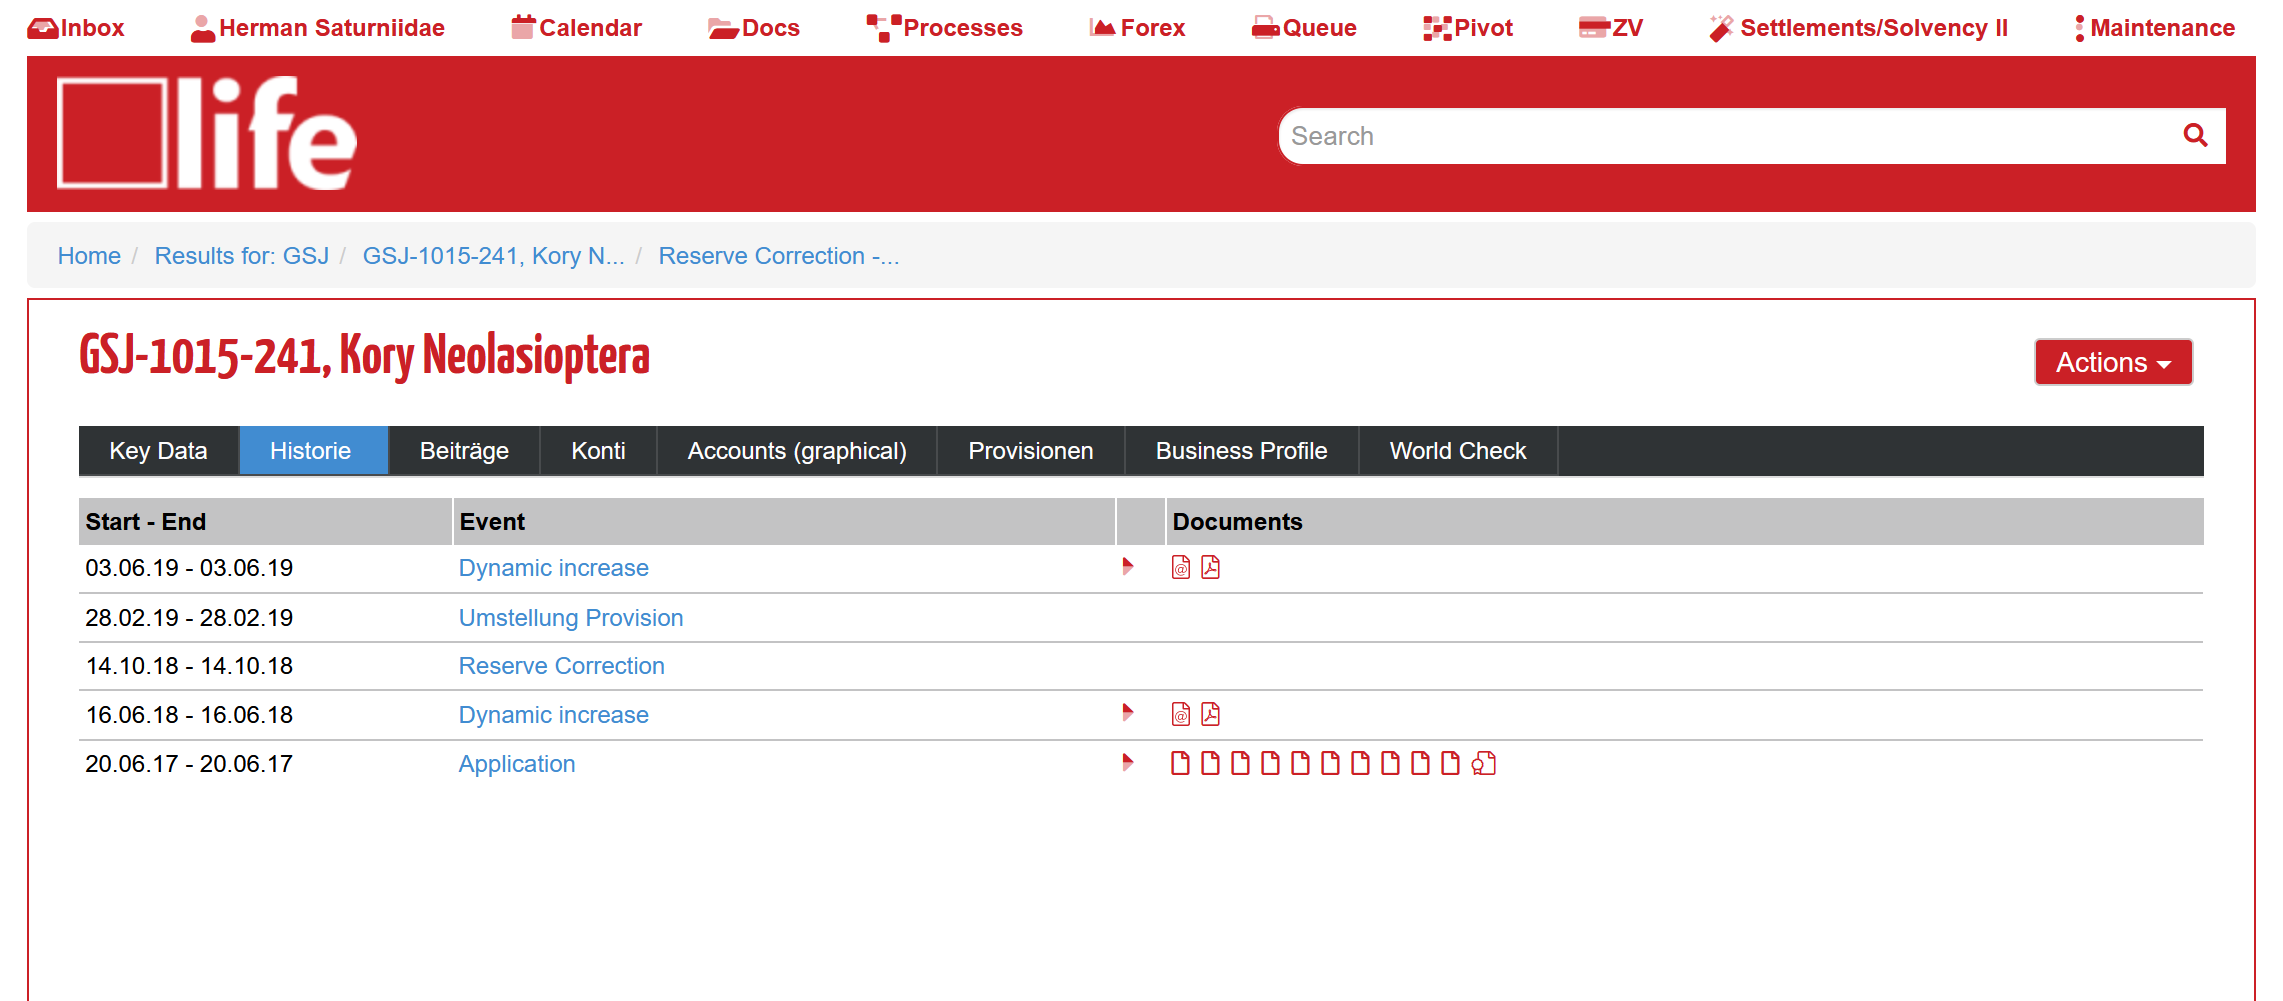 Inbox Herman Saturniidae Calendar Docs Processes Forex Queue Pivot ZV Settlements/Solvency II Maintenance
life
Search
Home / Results for: GSJ / GSJ-1015-241, Kory N... / Reserve Correction -...
GSJ-1015-241, Kory Neolasioptera
Actions
Key Data Historie Beiträge Konti Accounts (graphical) Provisionen Business Profile World Check
Start - End Event Documents
03.06.19 - 03.06.19 Dynamic increase
28.02.19 - 28.02.19 Umstellung Provision
14.10.18 - 14.10.18 Reserve Correction
16.06.18 - 16.06.18 Dynamic increase
20.06.17 - 20.06.17 Application